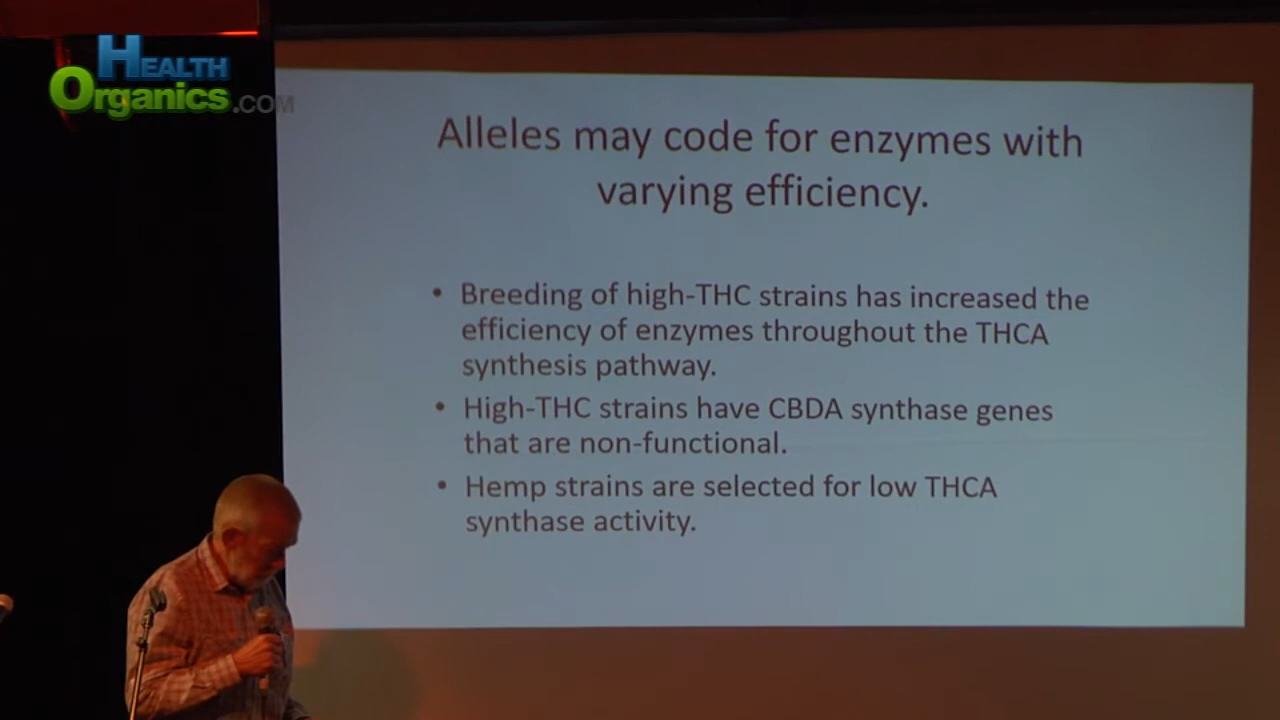 HEALTH
ORGANICS.COM
Alleles may code for enzymes with
varying efficiency.
• Breeding of high-THC strains has increased the
efficiency of enzymes throughout the THCA
synthesis pathway.
• High-THC strains have CBDA synthase genes
that are non-functional.
• Hemp strains are selected for low THCA
synthase activity.